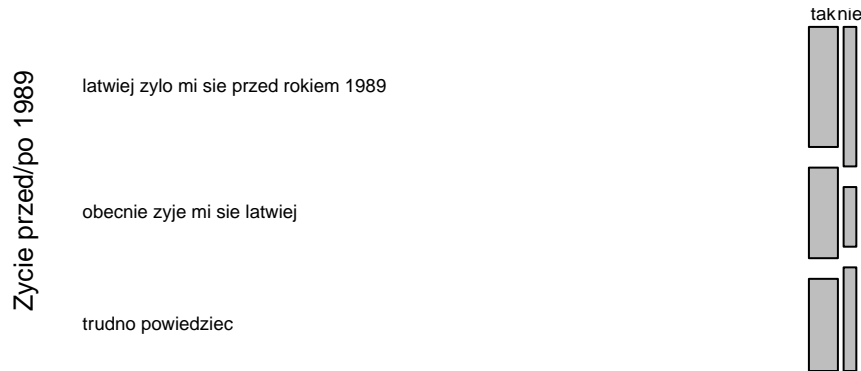 tak nie
Zycie przed/po 1989
latwiej zylo mi sie przed rokiem 1989
obecnie zyje mi sie latwiej
trudno powiedziec